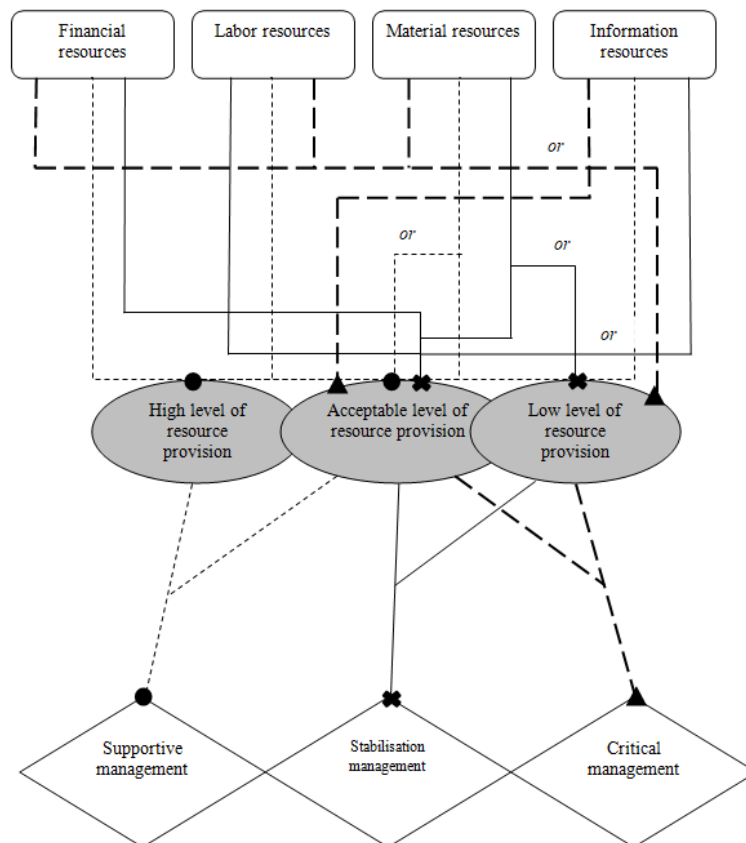 Financial
resources
Labor resources
Material resources
Information
resources
or
or
or
or
High level of
resource
provision
Acceptable level of
resource provision
Low level of
resource
provision
Supportive
management
Stabilisation
management
Critical
management